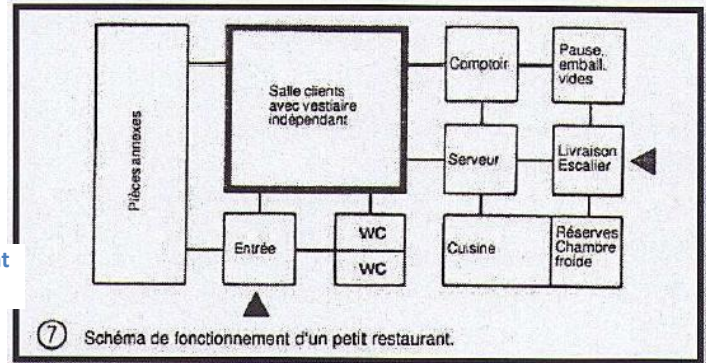 Pièces annexes
Salle clients
avec vestiaire
indépendant
Comptoir
Pause,
emball.
vides
Serveur
Livraison
Escalier
Entrée
WC
WC
Cuisine
Réserves
Chambre
froide
nt
7 Schéma de fonctionnement d'un petit restaurant.